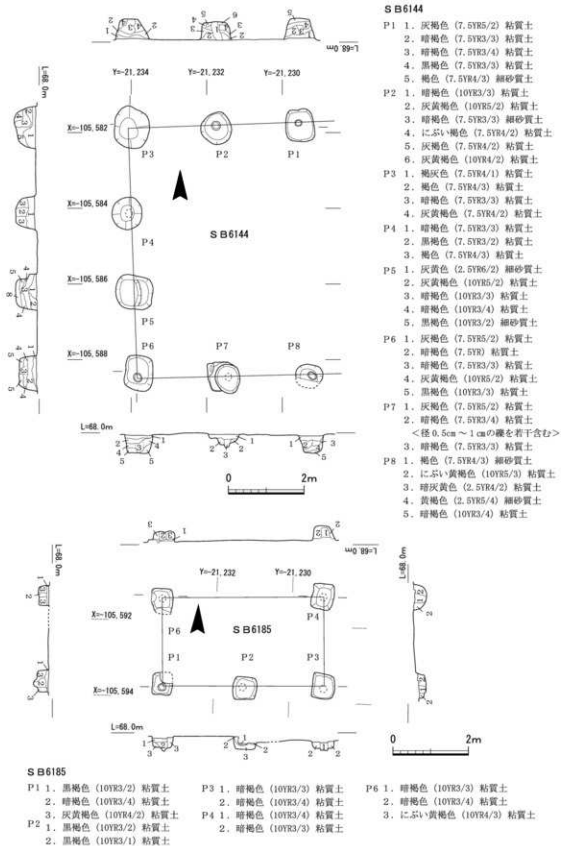 SB6144
P1 1. 灰褐色 (7.5YR5/2) 粘質土
2. 暗褐色 (7.5YR3/3) 粘質土
3. 暗褐色 (7.5YR3/4) 粘質土
4. 黒褐色 (7.5YR3/2) 粘質土
5. 褐色 (7.5YR4/3) 細砂質土
P2 1. 暗褐色 (10YR3/3) 粘質土
2. 灰黄褐色 (10YR5/2) 粘質土
3. 暗褐色 (7.5YR3/3) 細砂質土
4. にぶい褐色 (7.5YR4/2) 粘質土
5. 灰褐色 (7.5YR4/2) 粘質土
6. 灰黄褐色 (10YR4/2) 粘質土
P3 1. 褐灰色 (7.5YR4/1) 粘質土
2. 褐色 (7.5YR4/3) 粘質土
3. 暗褐色 (7.5YR3/3) 粘質土
4. 灰黄褐色 (7.5YR4/2) 粘質土
P4 1. 暗褐色 (7.5YR3/3) 粘質土
2. 黒褐色 (7.5YR3/2) 粘質土
3. 褐色 (7.5YR4/3) 粘質土
P5 1. 灰黄色 (2.5YR6/2) 細砂質土
2. 灰黄褐色 (10YR5/2) 粘質土
3. 暗褐色 (10YR3/3) 粘質土
4. 暗褐色 (10YR3/4) 粘質土
5. 黒褐色 (10YR3/2) 細砂質土
P6 1. 灰褐色 (7.5YR5/2) 粘質土
2. 暗褐色 (7.5YR) 粘質土
3. 暗褐色 (7.5YR3/3) 粘質土
4. 灰黄褐色 (10YR5/2) 粘質土
5. 黒褐色 (10YR3/3) 粘質土
P7 1. 灰褐色 (7.5YR5/2) 粘質土
2. 暗褐色 (7.5YR3/4) 粘質土
<径 0.5㎝~1㎝の礫を若干含む>
3. 暗褐色 (7.5YR3/3) 粘質土
P8 1. 褐色 (7.5YR4/3) 細砂質土
2. にぶい黄褐色 (10YR5/3) 粘質土
3. 暗灰黄色 (2.5YR4/2) 粘質土
4. 黄褐色 (2.5YR5/4) 細砂質土
5. 暗褐色 (10YR3/4) 粘質土
L=68.0m
L=68.0m
Y=-21,234
Y=-21,232
Y=-21,230
X=-105,582
P3
P2
P1
X=-105,584
P4
SB6144
X=-105,586
P5
X=-105,588
P6
P7
P8
L=68.0m
0
2m
L=68.0m
L=68.0m
L=68.0m
Y=-21,232
Y=-21,230
X=-105,592
P6
P4
SB6185
P1
P2
P3
X=-105,594
L=68.0m
0
2m
SB6185
P1 1. 黒褐色 (10YR3/2) 粘質土
2. 暗褐色 (10YR3/4) 粘質土
3. 灰黄褐色 (10YR4/2) 粘質土
P2 1. 黒褐色 (10YR3/2) 粘質土
2. 黒褐色 (10YR3/1) 粘質土
P3 1. 暗褐色 (10YR3/3) 粘質土
2. 暗褐色 (10YR3/4) 粘質土
P4 1. 暗褐色 (10YR3/4) 粘質土
2. 暗褐色 (10YR3/3) 粘質土
P6 1. 暗褐色 (10YR3/3) 粘質土
2. 暗褐色 (10YR3/4) 粘質土
3. にぶい黄褐色 (10YR4/3) 粘質土